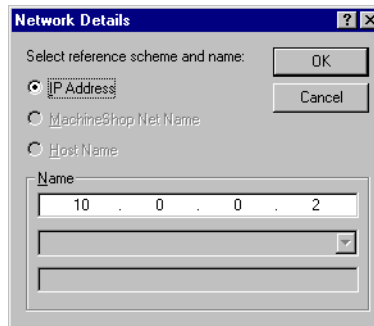 Network Details
Select reference scheme and name:
OK
IP Address
Cancel
MachineShop Net Name
Host Name
Name
10 . 0 . 0 . 2